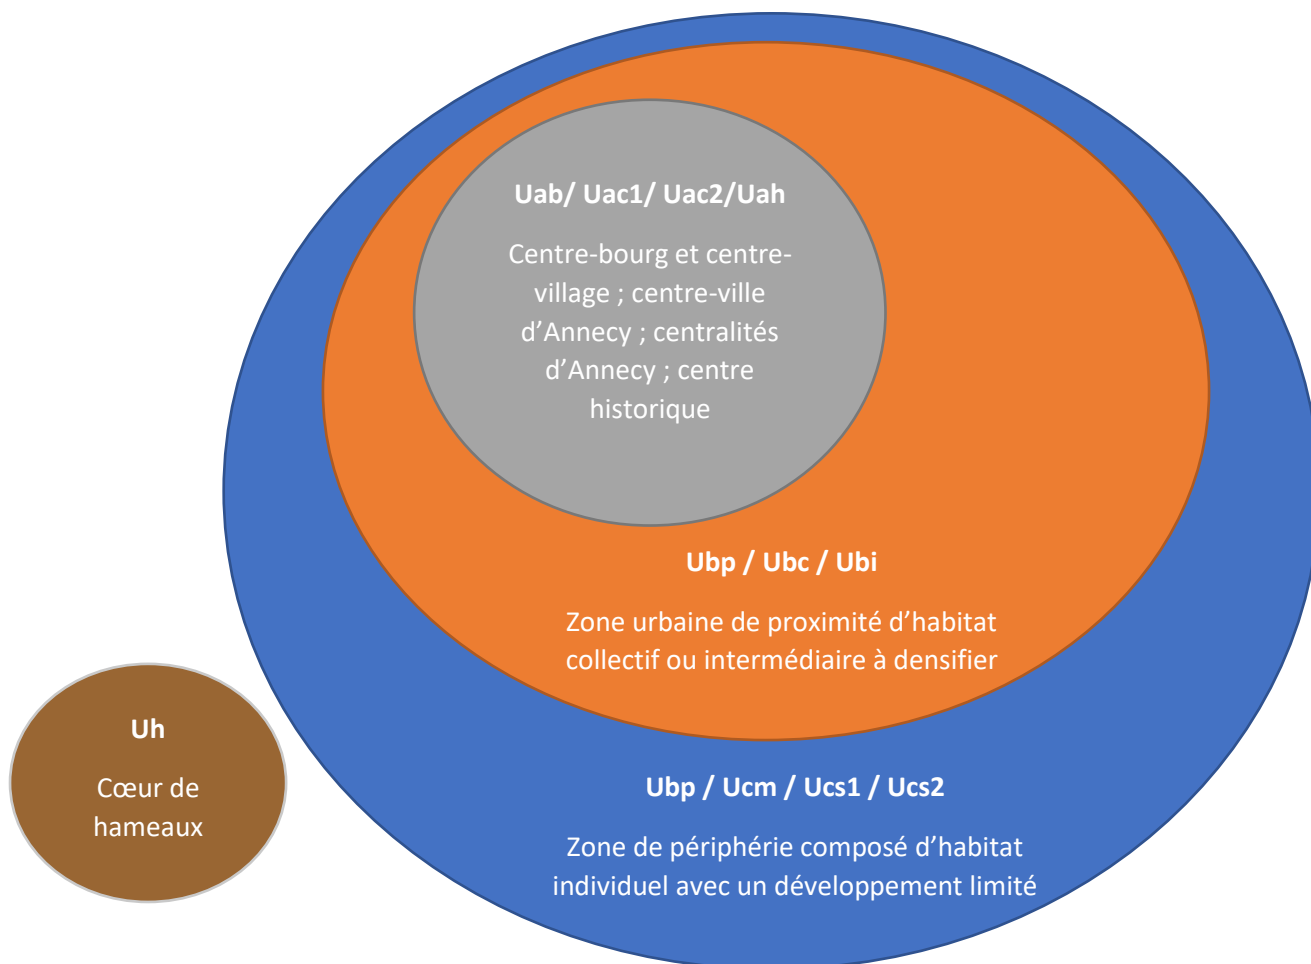 Uab/ Uac1/ Uac2/Uah
Centre-bourg et centre-
village ; centre-ville
d’Annecy ; centralités
d’Annecy ; centre
historique
Ubp / Ubc / Ubi
Zone urbaine de proximité d’habitat
collectif ou intermédiaire à densifier
Uh
Cœur de
hameaux
Ubp / Ucm / Ucs1 / Ucs2
Zone de périphérie composé d’habitat
individuel avec un développement limité